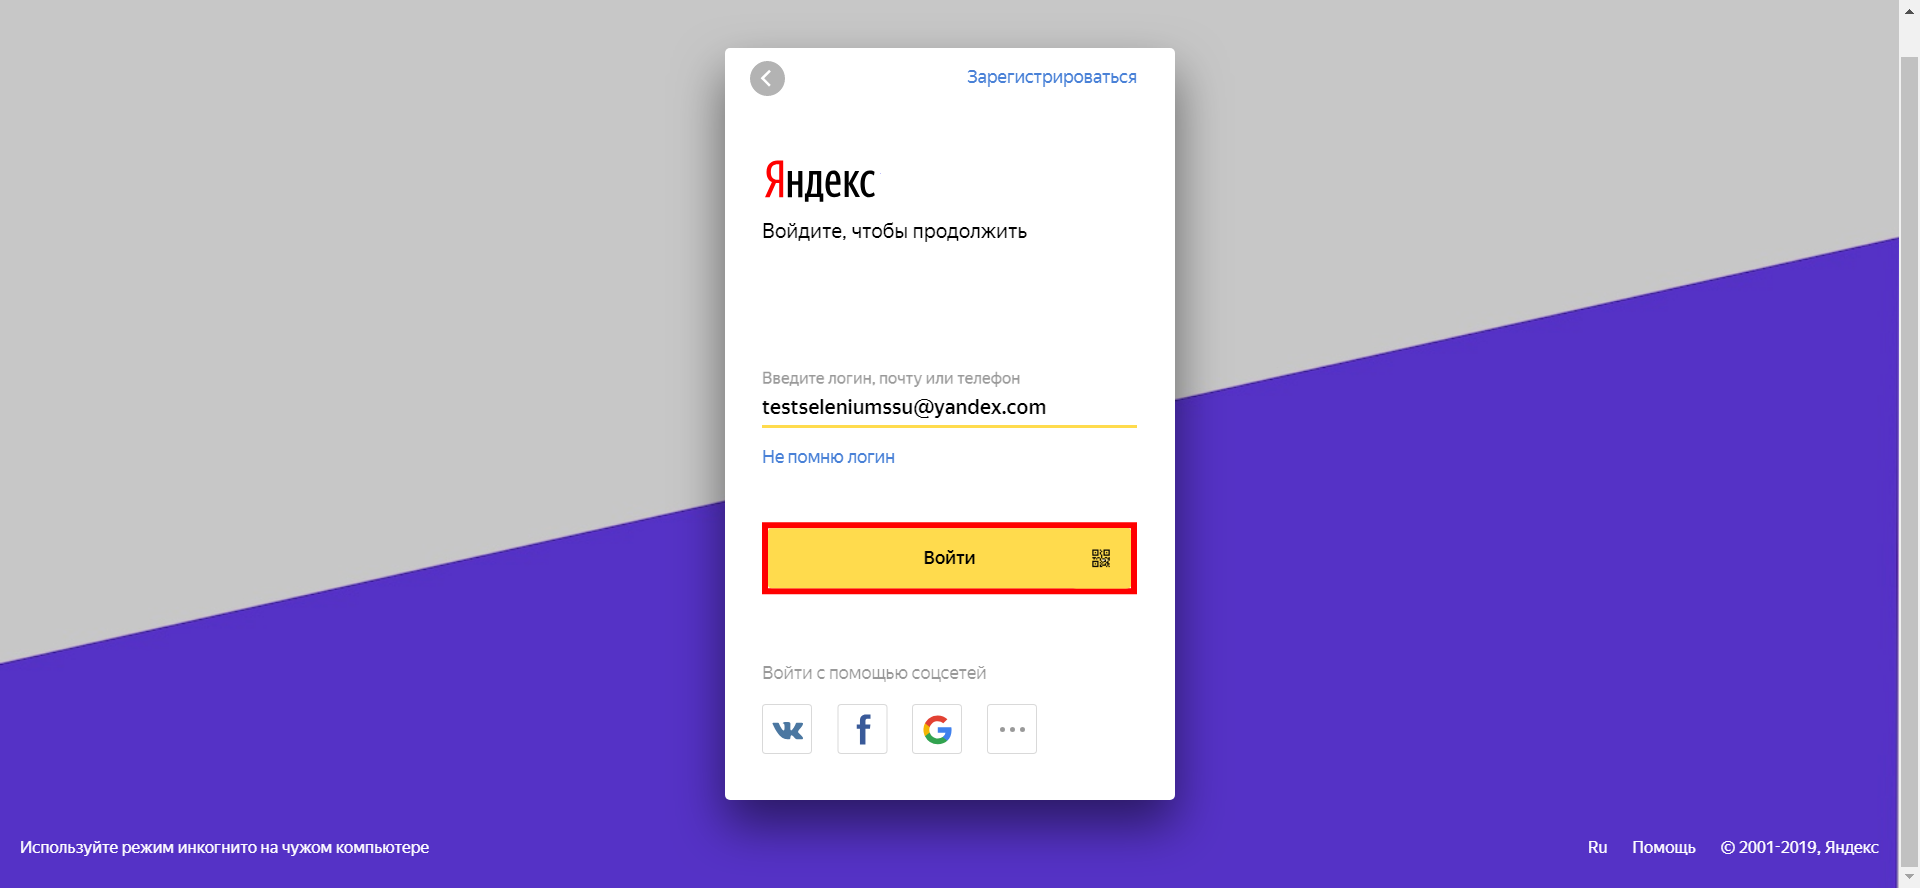 Зарегистрироваться
Яндекс
Войдите, чтобы продолжить
Введите логин, почту или телефон
testseleniumssu@yandex.com
Не помню логин
Войти
Войти с помощью соцсетей
Используйте режим инкогнито на чужом компьютере
Ru Помощь © 2001-2019, Яндекс